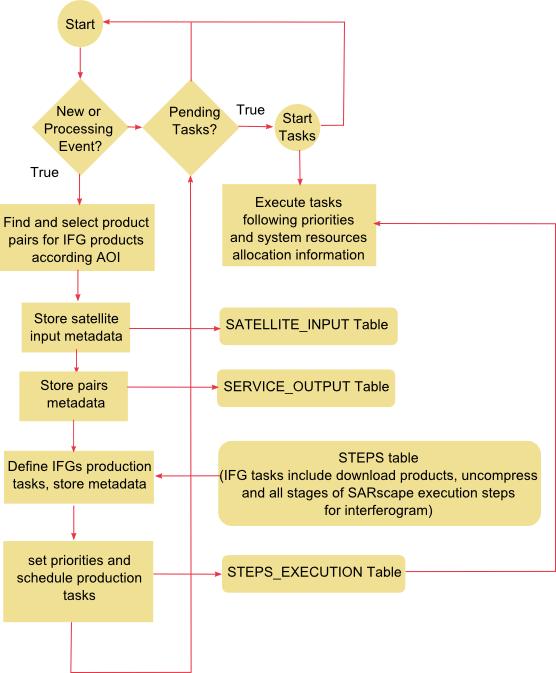 Start
New or
Processing
Event?
Pending
Tasks?
True
Start
Tasks
True
Find and select product
pairs for IFG products
according AOI
Execute tasks
following priorities
and system resources
allocation information
Store satellite
input metadata
SATELLITE_INPUT Table
Store pairs
metadata
SERVICE_OUTPUT Table
Define IFGs production
tasks, store metadata
STEPS table
(IFG tasks include download products, uncompress
and all stages of SARscape execution steps
for interferogram)
set priorities and
schedule production
tasks
STEPS_EXECUTION Table